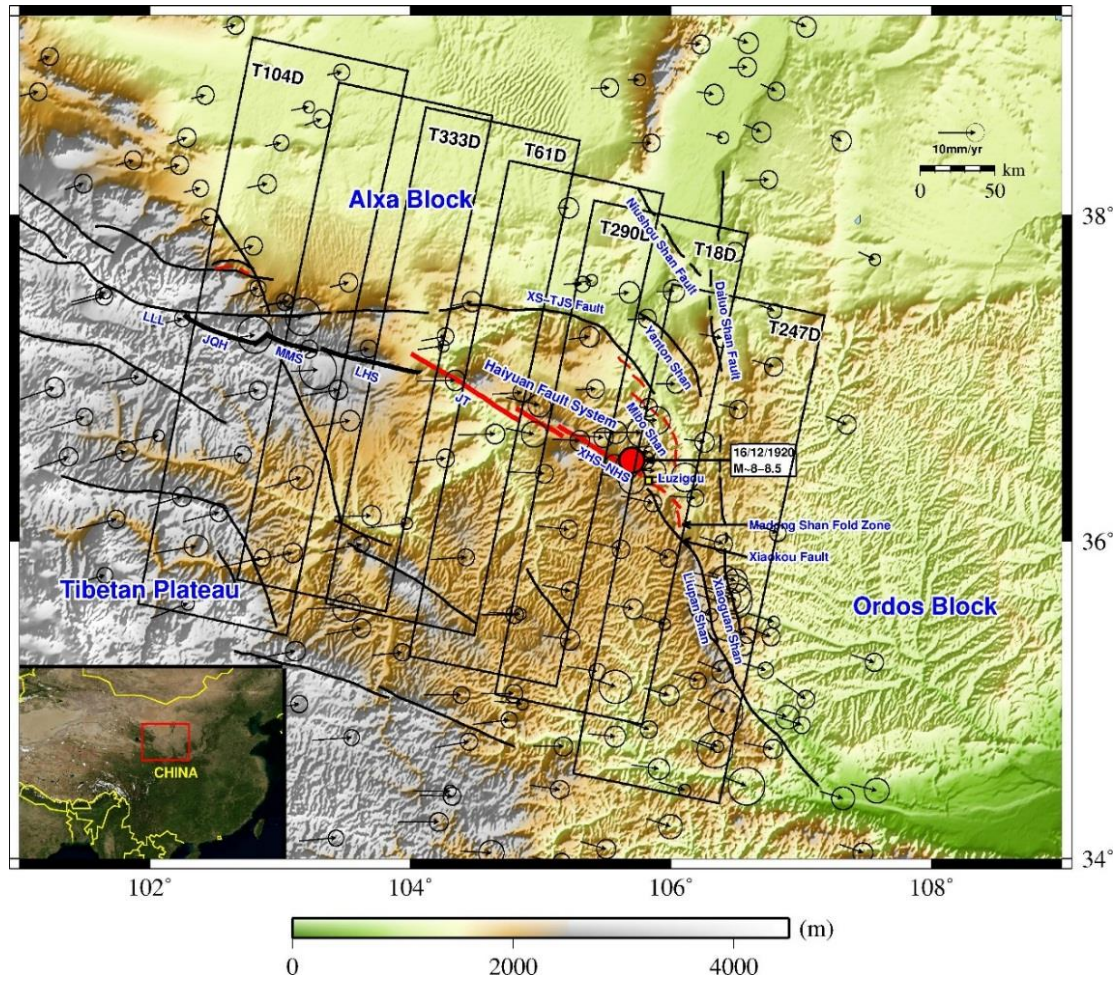 T104D
T333D
T61D
10mm/yr
km
0 50
Alxa Block
38°
Niushou Shan Fault
T290D
T18D
Daluo Shan Fault
XS-TJS Fault
LLL
T247D
JQH
MMS
Yanton Shan
LHS
Haiyuan Fault System
JT
Mibo Shan
16/12/1920
M~8-8.5
XHS-NHS
Luzigou
Madong Shan Fold Zone
36°
Xiaokou Fault
Tibetan Plateau
Liupan Shan
Xiaoguan Shan
Ordos Block
CHINA
34°
102° 104° 106° 108°
(m)
0 2000 4000